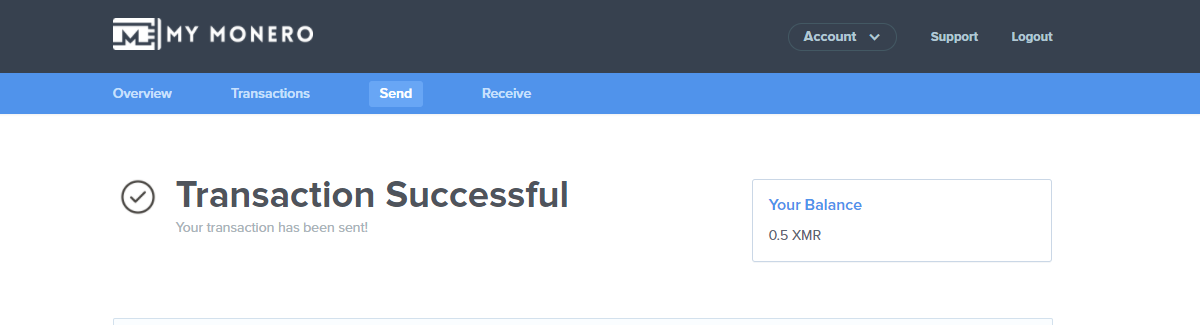 MY MONERO
Account
Support
Logout
Overview
Transactions
Send
Receive
Transaction Successful
Your transaction has been sent!
Your Balance
0.5 XMR